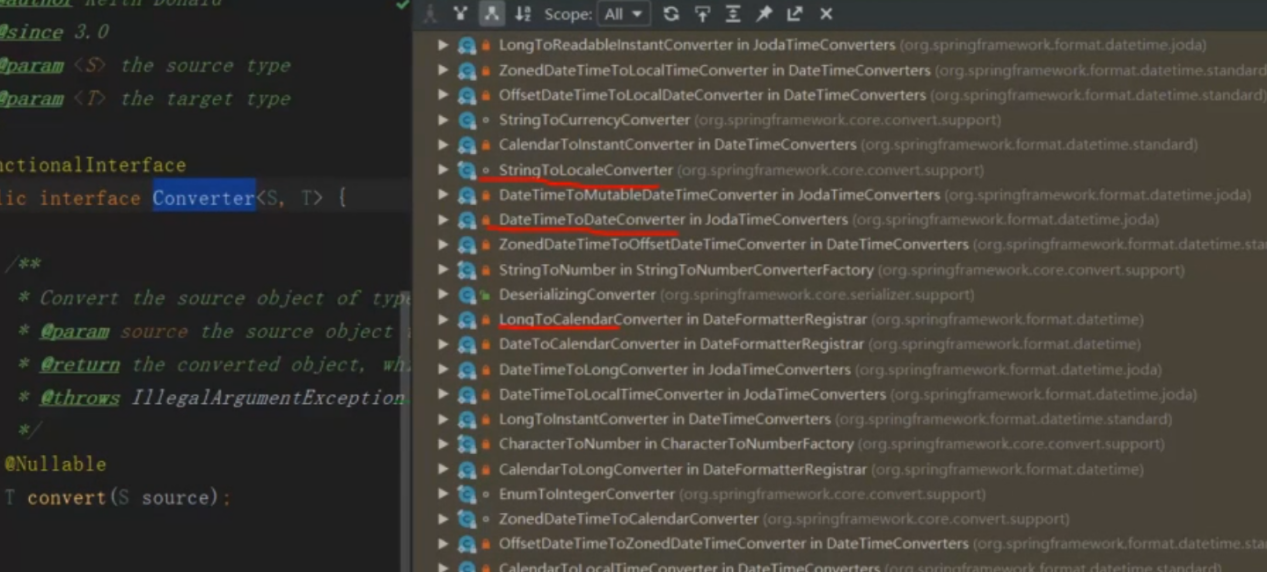 author Keith Donald
@since 3.0
@param <S> the source type
@param <T> the target type
nctionalInterface
lic interface Converter<S, T> {
/**
* Convert the source object of type
* @param source the source object
* @return the converted object, whi
* @throws IllegalArgumentException
*/
@Nullable
T convert(S source);
Scope: All
LongToReadableInstantConverter in JodaTimeConverters (org.springframework.format.datetime.joda)
ZonedDateTimeToLocalTimeConverter in DateTimeConverters (org.springframework.format.datetime.standard
OffsetDateTimeToLocalDateConverter in DateTimeConverters (org.springframework.format.datetime.standard)
StringToCurrencyConverter (org.springframework.core.convert.support)
CalendarToInstantConverter in DateTimeConverters (org.springframework.format.datetime.standard)
StringToLocaleConverter (org.springframework.core.convert.support)
DateTimeToMutableDateTimeConverter in JodaTimeConverters (org.springframework.format.datetime.joda)
DateTimeToDateConverter in JodaTimeConverters (org.springframework.format.datetime.joda)
ZonedDateTimeToOffsetDateTimeConverter in DateTimeConverters (org.springframework.format.datetime.sta
StringToNumber in StringToNumberConverterFactory (org.springframework.core.convert.support)
DeserializingConverter (org.springframework.core.serializer.support)
LongToCalendarConverter in DateFormatterRegistrar (org.springframework.format.datetime)
DateToCalendarConverter in DateFormatterRegistrar (org.springframework.format.datetime)
DateTimeToLongConverter in JodaTimeConverters (org.springframework.format.datetime.joda)
DateTimeToLocalTimeConverter in JodaTimeConverters (org.springframework.format.datetime.joda)
LongToInstantConverter in DateTimeConverters (org.springframework.format.datetime.standard)
CharacterToNumber in CharacterToNumberFactory (org.springframework.core.convert.support)
CalendarToLongConverter in DateFormatterRegistrar (org.springframework.format.datetime)
EnumToIntegerConverter (org.springframework.core.convert.support)
ZonedDateTimeToCalendarConverter (org.springframework.core.convert.support)
OffsetDateTimeToZonedDateTimeConverter in DateTimeConverters (org.springframework.format.datetime.sta
CalendarToLocalTimeConverter in DateTimeConverters (org.springframework.format.datetime.standard)